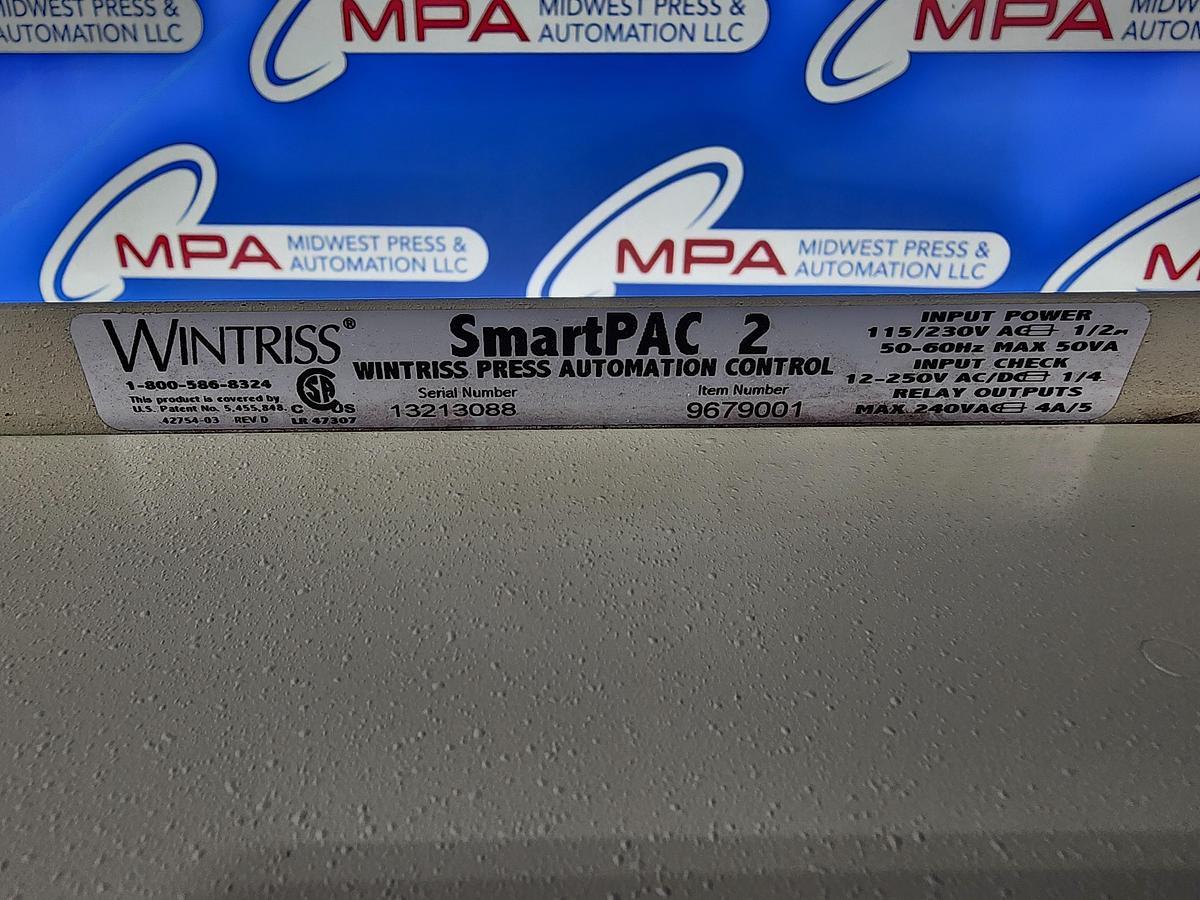 MIDWEST PRESS &
AUTOMATION LLC
MPA MIDWEST PRESS &
AUTOMATION LLC
MPA MIDW
AUTOM
MPA MIDWEST PRESS &
AUTOMATION LLC
MPA MIDWEST PRESS &
AUTOMATION LLC
M
WINTRISS®
1-800-586-8324
This product is covered by
U.S. Patent No. 5,455,848.
42754-03 REV D
C US
LR 47307
SmartPAC 2
WINTRISS PRESS AUTOMATION CONTROL
Serial Number
13213088
Item Number
9679001
INPUT POWER
115/230V AC 1/2A
50-60Hz MAX 50VA
INPUT CHECK
12-250V AC/DC 1/4
RELAY OUTPUTS
MAX 240VAC 4A/5